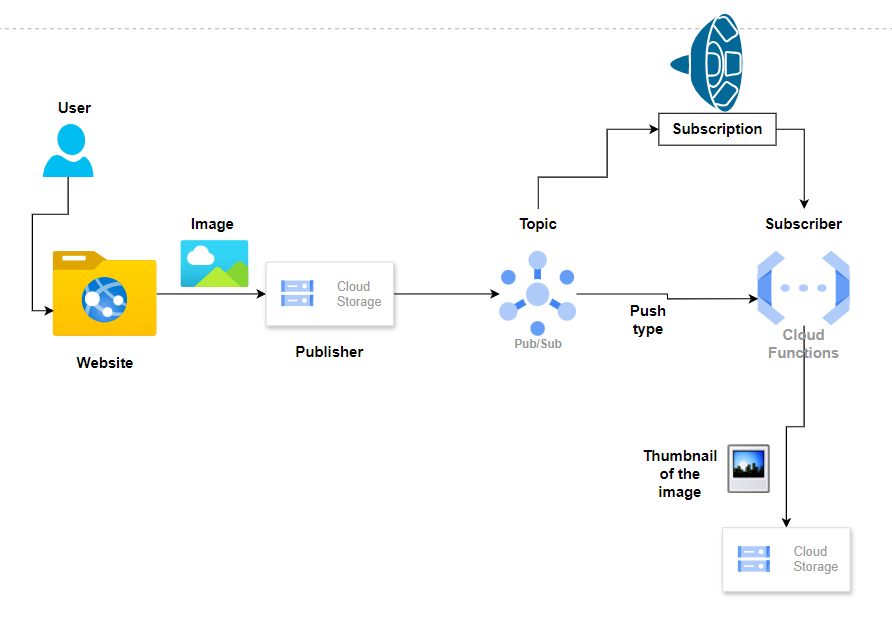 User
Subscription
Image
Topic
Subscriber
Cloud
Storage
Push
type
Pub/Sub
Cloud
Functions
Publisher
Website
Thumbnail
of the
image
Cloud
Storage